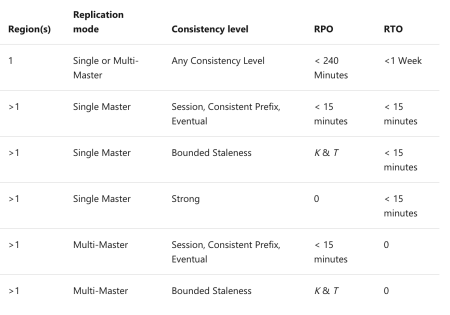 Region(s) Replication mode Consistency level RPO RTO
1 Single or Multi-Master Any Consistency Level < 240 Minutes <1 Week
>1 Single Master Session, Consistent Prefix, Eventual < 15 minutes < 15 minutes
>1 Single Master Bounded Staleness K & T < 15 minutes
>1 Single Master Strong 0 < 15 minutes
>1 Multi-Master Session, Consistent Prefix, Eventual < 15 minutes 0
>1 Multi-Master Bounded Staleness K & T 0